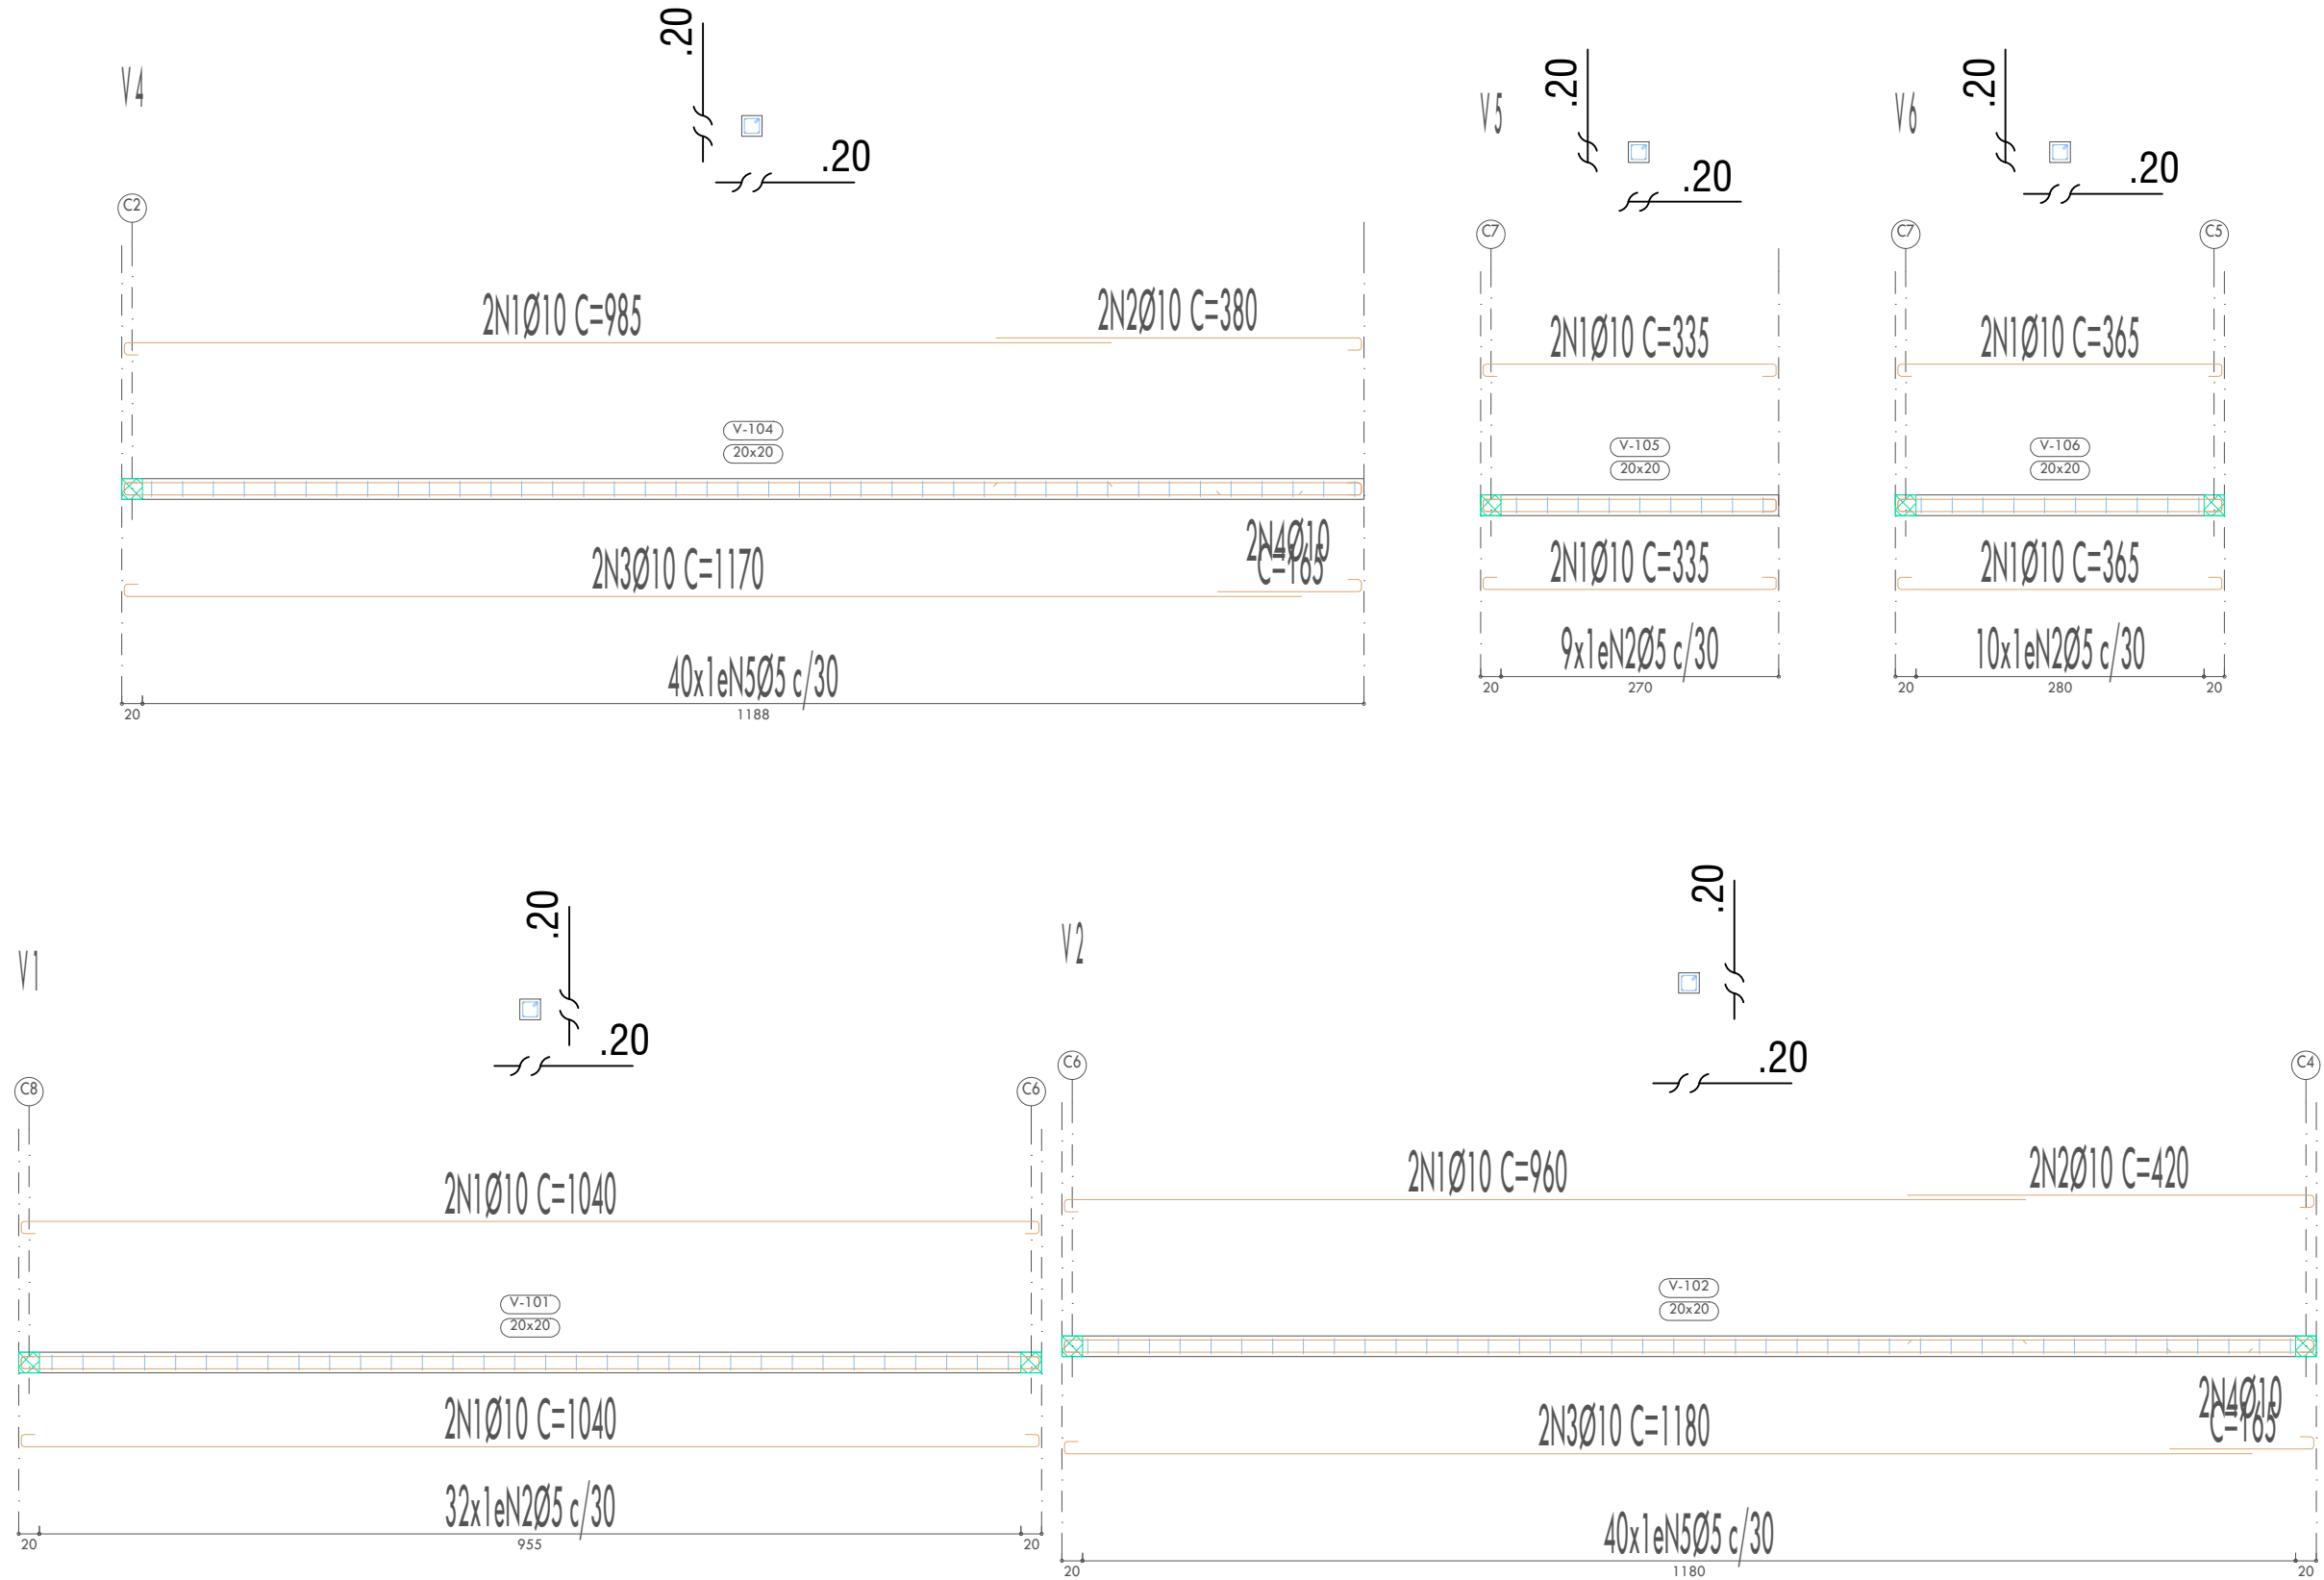 V4
.20
.20
C2
2N1Ø10 C=985
2N2Ø10 C=380
V-104
20x20
2N3Ø10 C=1170
2N4Ø10
C=165
40x1eN5Ø5 c/30
20
1188
V5
.20
.20
C7
2N1Ø10 C=335
V-105
20x20
2N1Ø10 C=335
9x1eN2Ø5 c/30
20
270
V6
.20
.20
C7
C5
2N1Ø10 C=365
V-106
20x20
2N1Ø10 C=365
10x1eN2Ø5 c/30
20
280
20
V1
.20
.20
C8
C6
2N1Ø10 C=1040
V-101
20x20
2N1Ø10 C=1040
32x1eN2Ø5 c/30
20
955
20
V2
.20
.20
C6
C4
2N1Ø10 C=960
2N2Ø10 C=420
V-102
20x20
2N3Ø10 C=1180
2N4Ø10
C=165
40x1eN5Ø5 c/30
20
1180
20